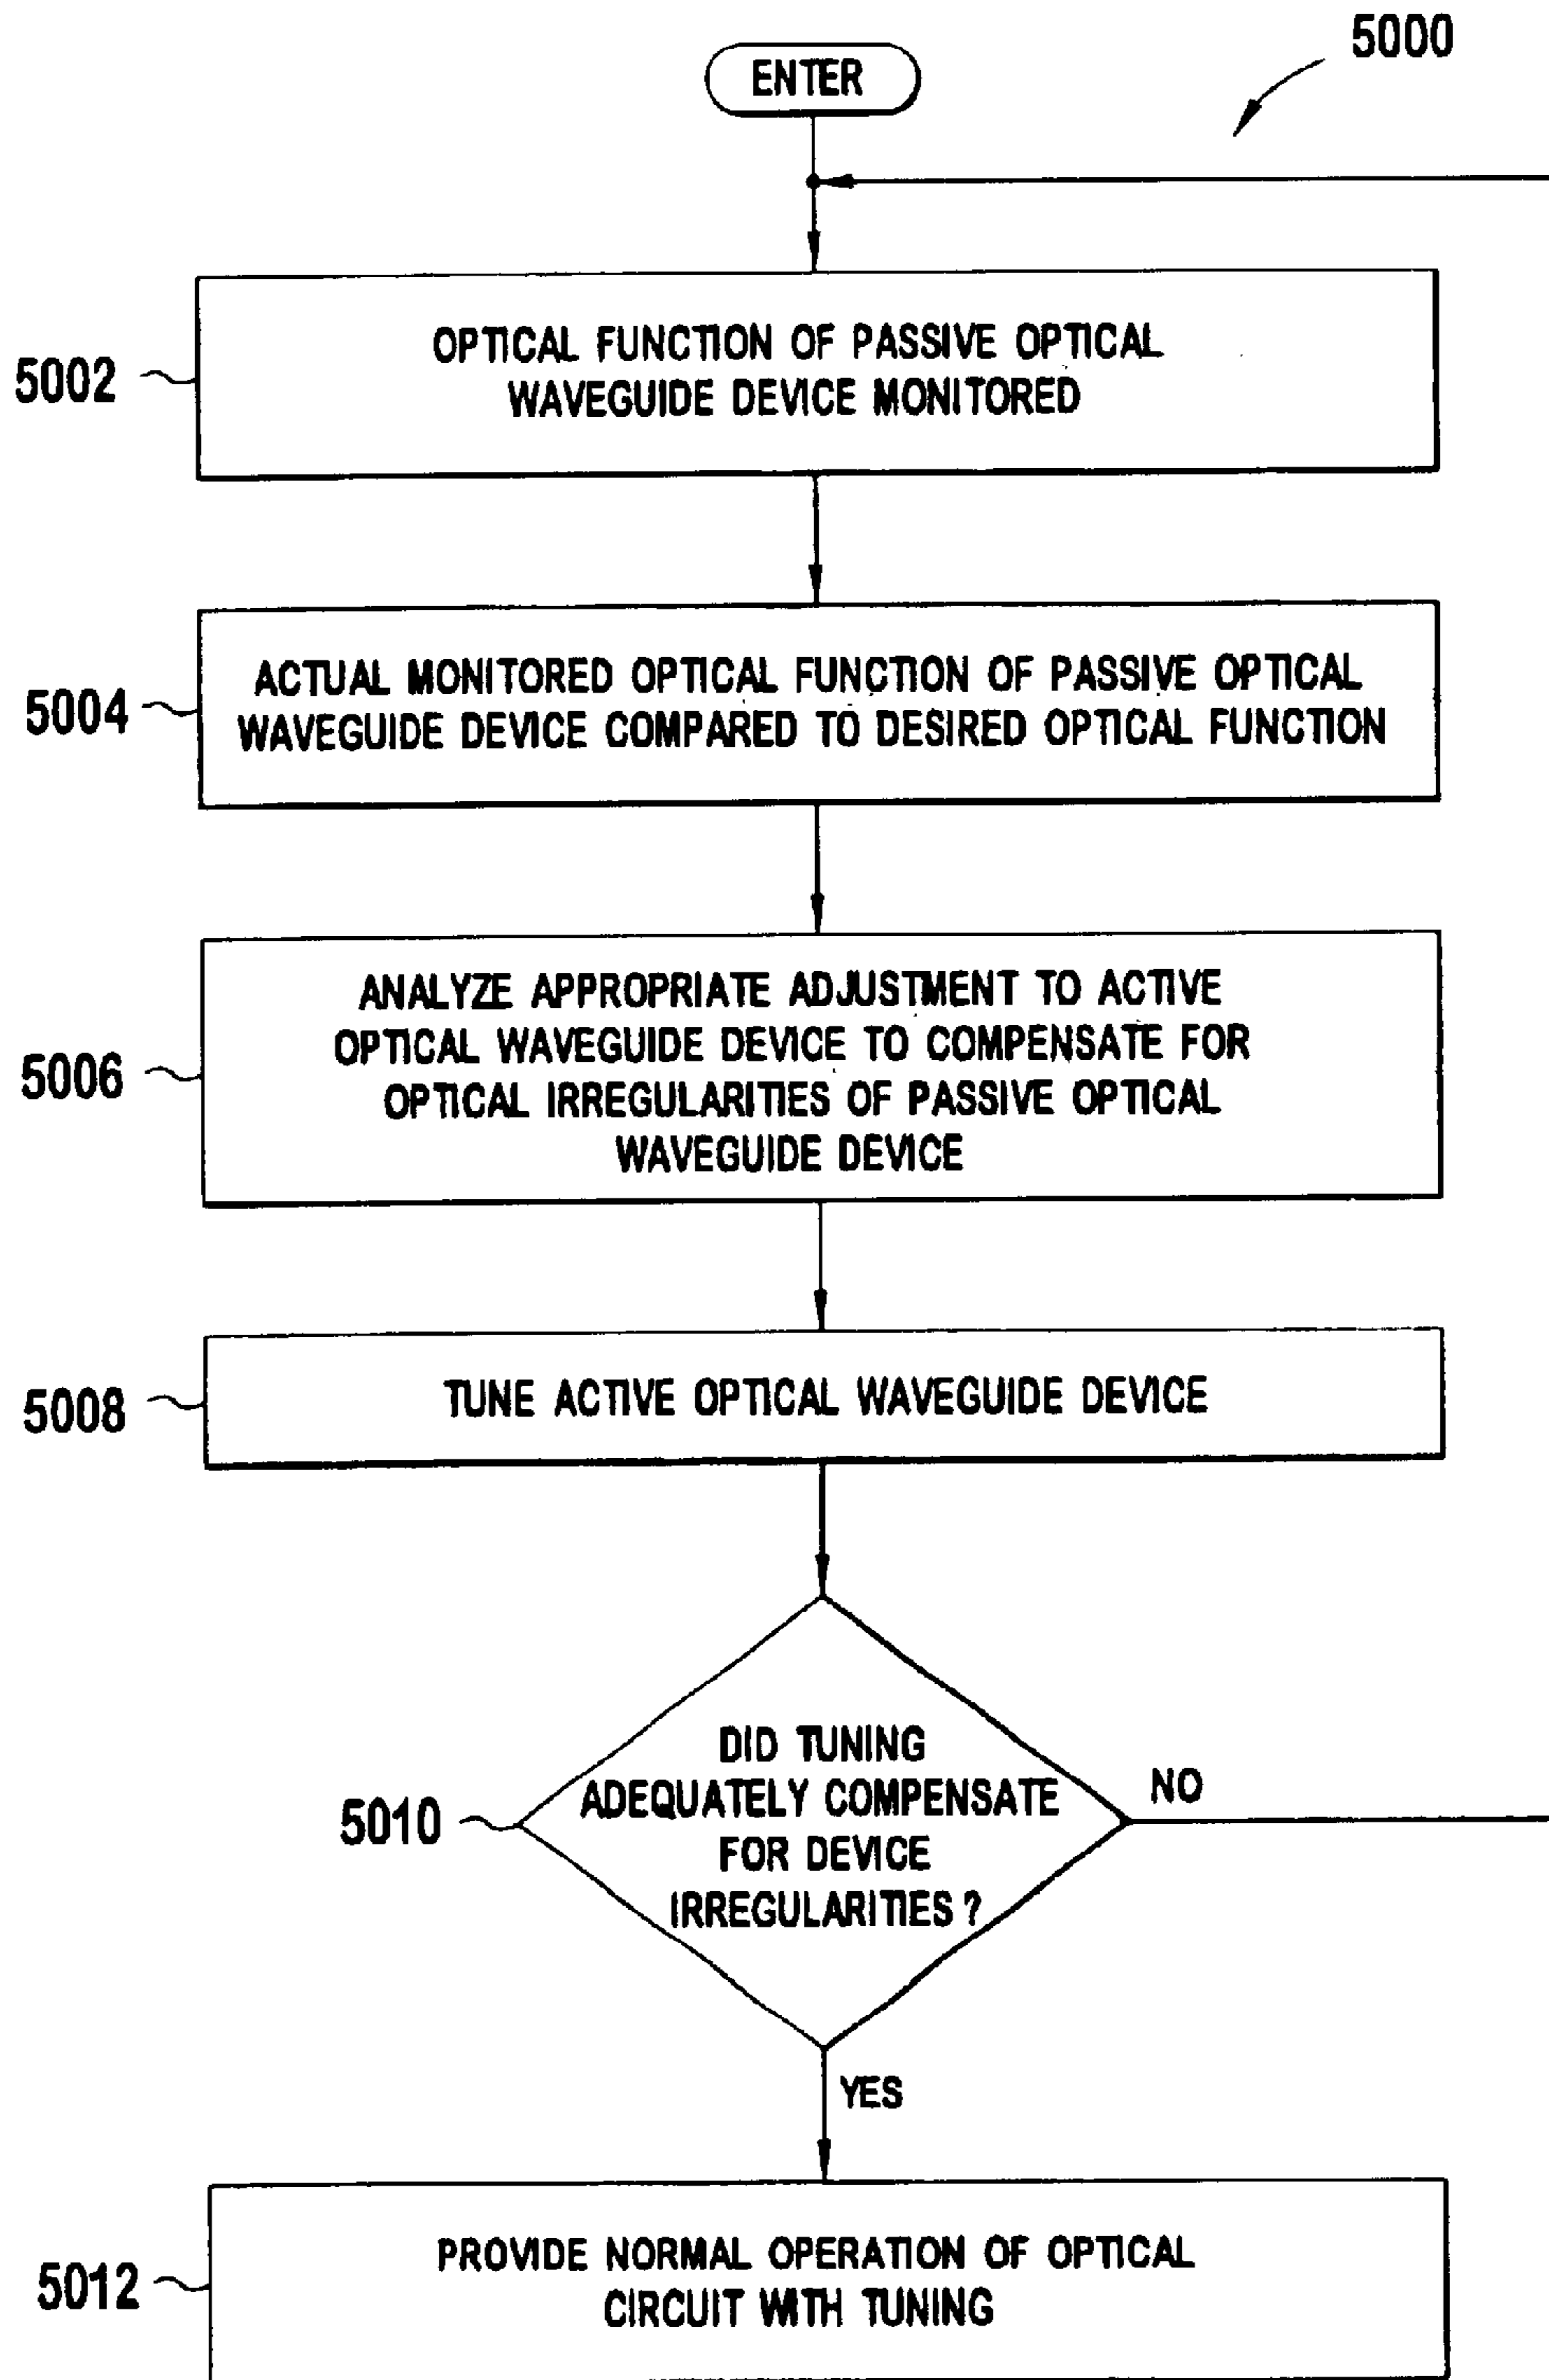 5000
ENTER
5002
OPTICAL FUNCTION OF PASSIVE OPTICAL
WAVEGUIDE DEVICE MONITORED
5004
ACTUAL MONITORED OPTICAL FUNCTION OF PASSIVE OPTICAL
WAVEGUIDE DEVICE COMPARED TO DESIRED OPTICAL FUNCTION
5006
ANALYZE APPROPRIATE ADJUSTMENT TO ACTIVE
OPTICAL WAVEGUIDE DEVICE TO COMPENSATE FOR
OPTICAL IRREGULARITIES OF PASSIVE OPTICAL
WAVEGUIDE DEVICE
5008
TUNE ACTIVE OPTICAL WAVEGUIDE DEVICE
5010
DID TUNING
ADEQUATELY COMPENSATE
FOR DEVICE
IRREGULARITIES ?
NO
YES
5012
PROVIDE NORMAL OPERATION OF OPTICAL
CIRCUIT WITH TUNING